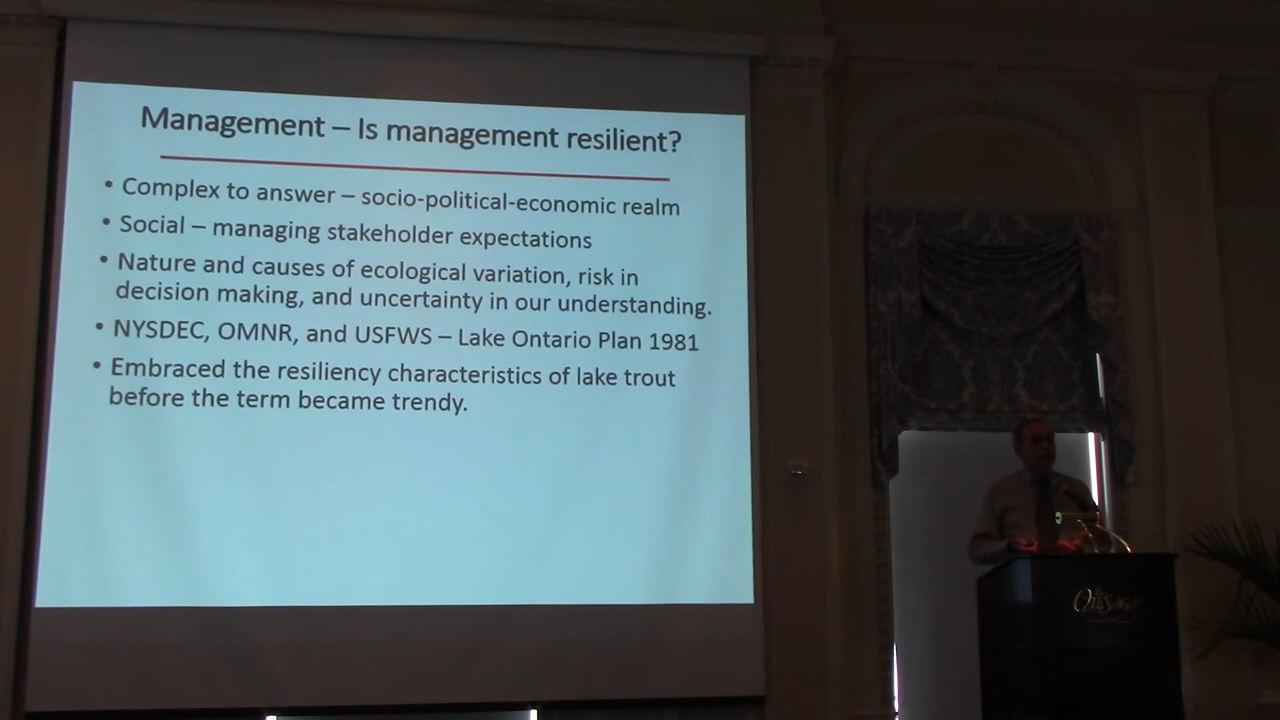 Management – Is management resilient?
• Complex to answer – socio-political-economic realm
• Social – managing stakeholder expectations
• Nature and causes of ecological variation, risk in
decision making, and uncertainty in our understanding.
• NYSDEC, OMNR, and USFWS – Lake Ontario Plan 1981
• Embraced the resiliency characteristics of lake trout
before the term became trendy.